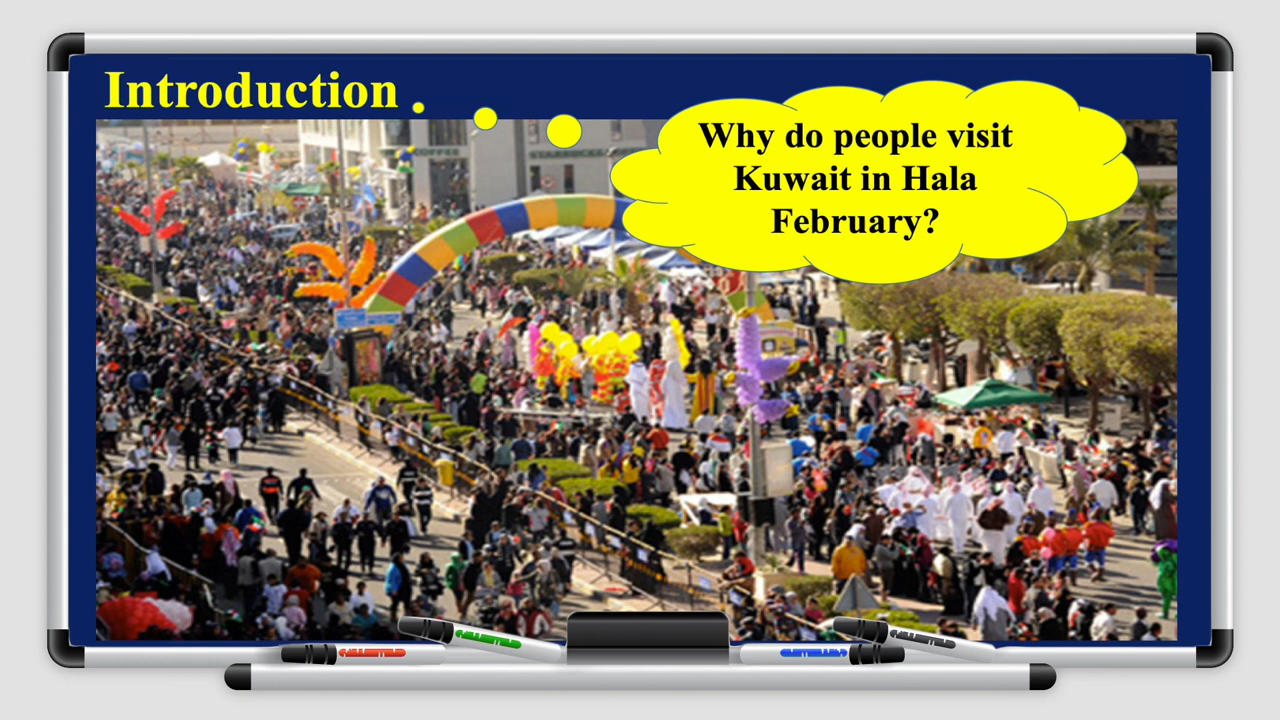 Introduction
Why do people visit
Kuwait in Hala
February?